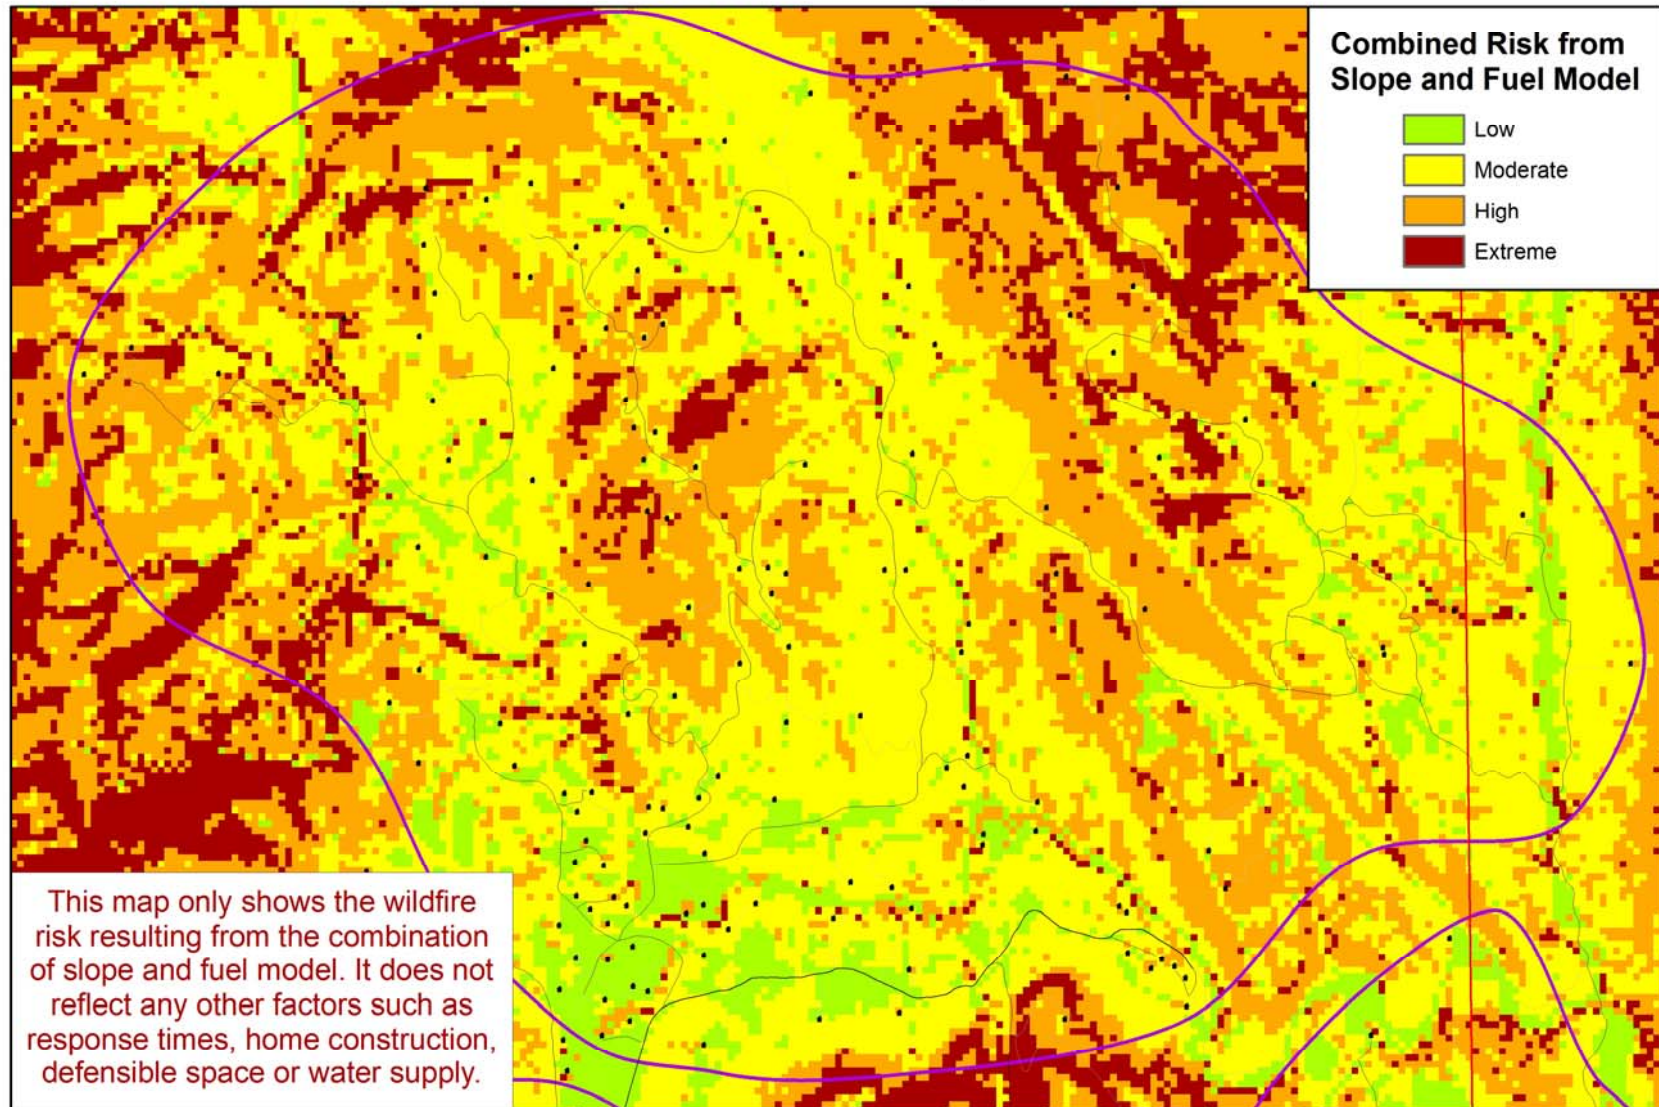 Combined Risk from
Slope and Fuel Model
Low
Moderate
High
Extreme
This map only shows the wildfire
risk resulting from the combination
of slope and fuel model. It does not
reflect any other factors such as
response times, home construction,
defensible space or water supply.